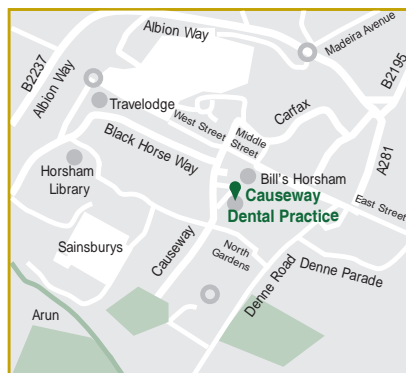 Albion Way
Madeira Avenue
B2237
Albion Way
B2195
Travelodge
Carfax
West Street
Middle
Street
Black Horse Way
A281
Horsham
Library
Bill's Horsham
Causeway
Dental Practice
East Street
Sainsburys
Causeway
North
Gardens
Denne Road
Denne Parade
Arun